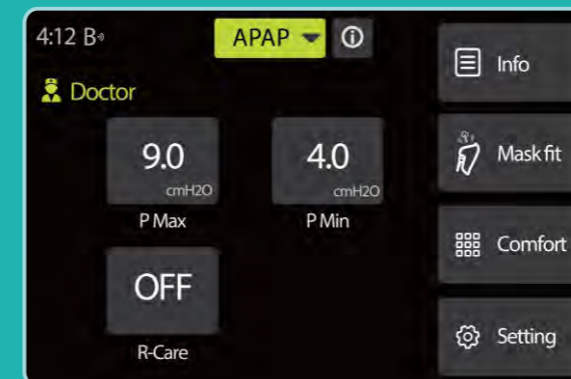 4:12 B
APAP
Doctor
9.0
cmH2O
P Max
4.0
cmH2O
P Min
OFF
R-Care
Info
Mask fit
Comfort
Setting